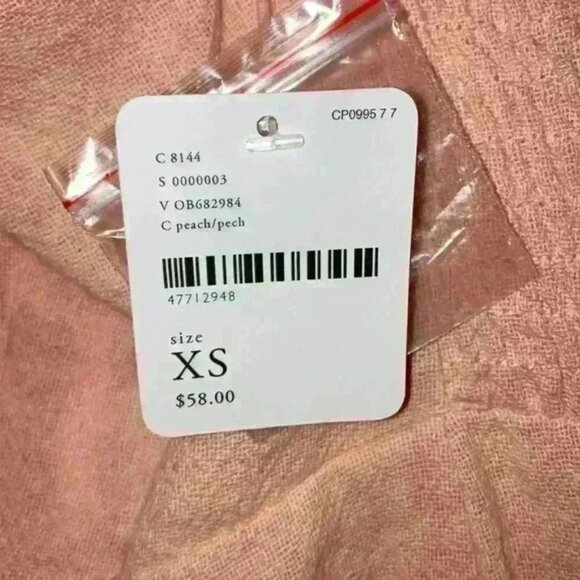 CP0995 7 7
C 8144
S 0000003
V OB682984
C peach/pech
47712948
size
XS
$58.00